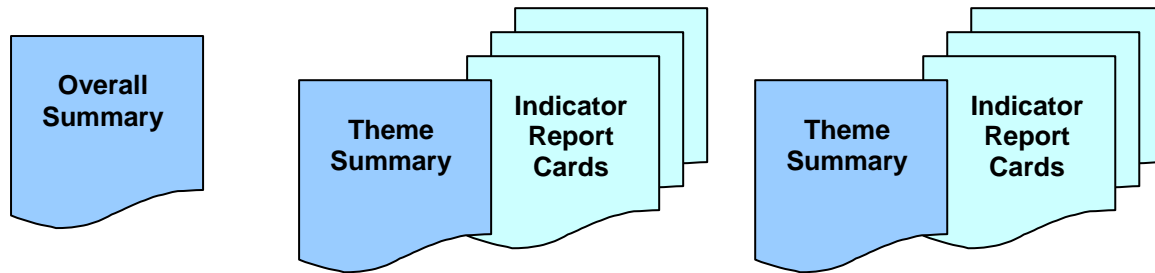 Overall
Summary
Theme
Summary
Indicator
Report
Cards
Theme
Summary
Indicator
Report
Cards